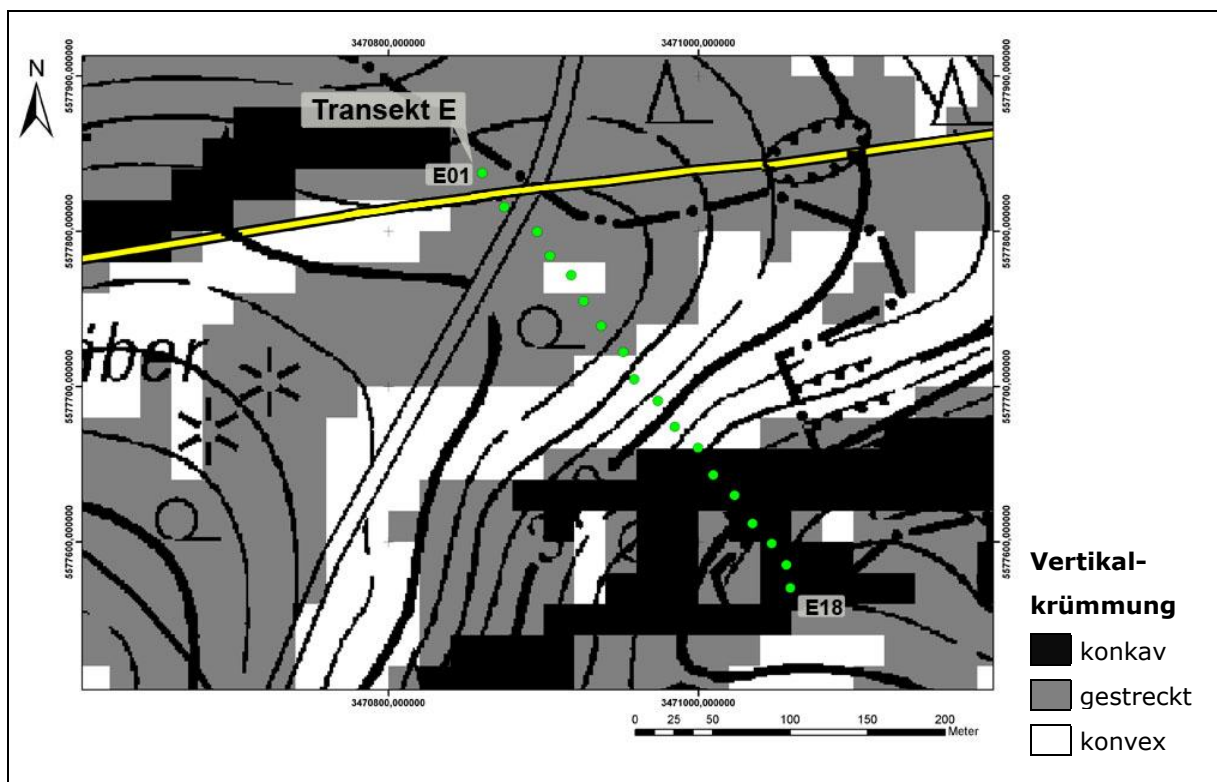 3470800,000000
3471000,000000
N
5577900,000000
5577900,000000
Transekt E
E01
5577800,000000
5577800,000000
iber
5577700,000000
5577700,000000
5577600,000000
5577600,000000
E18
3470800,000000
3471000,000000
0 25 50 100 150 200
Meter
Vertikal-
krümmung
konkav
gestreckt
konvex